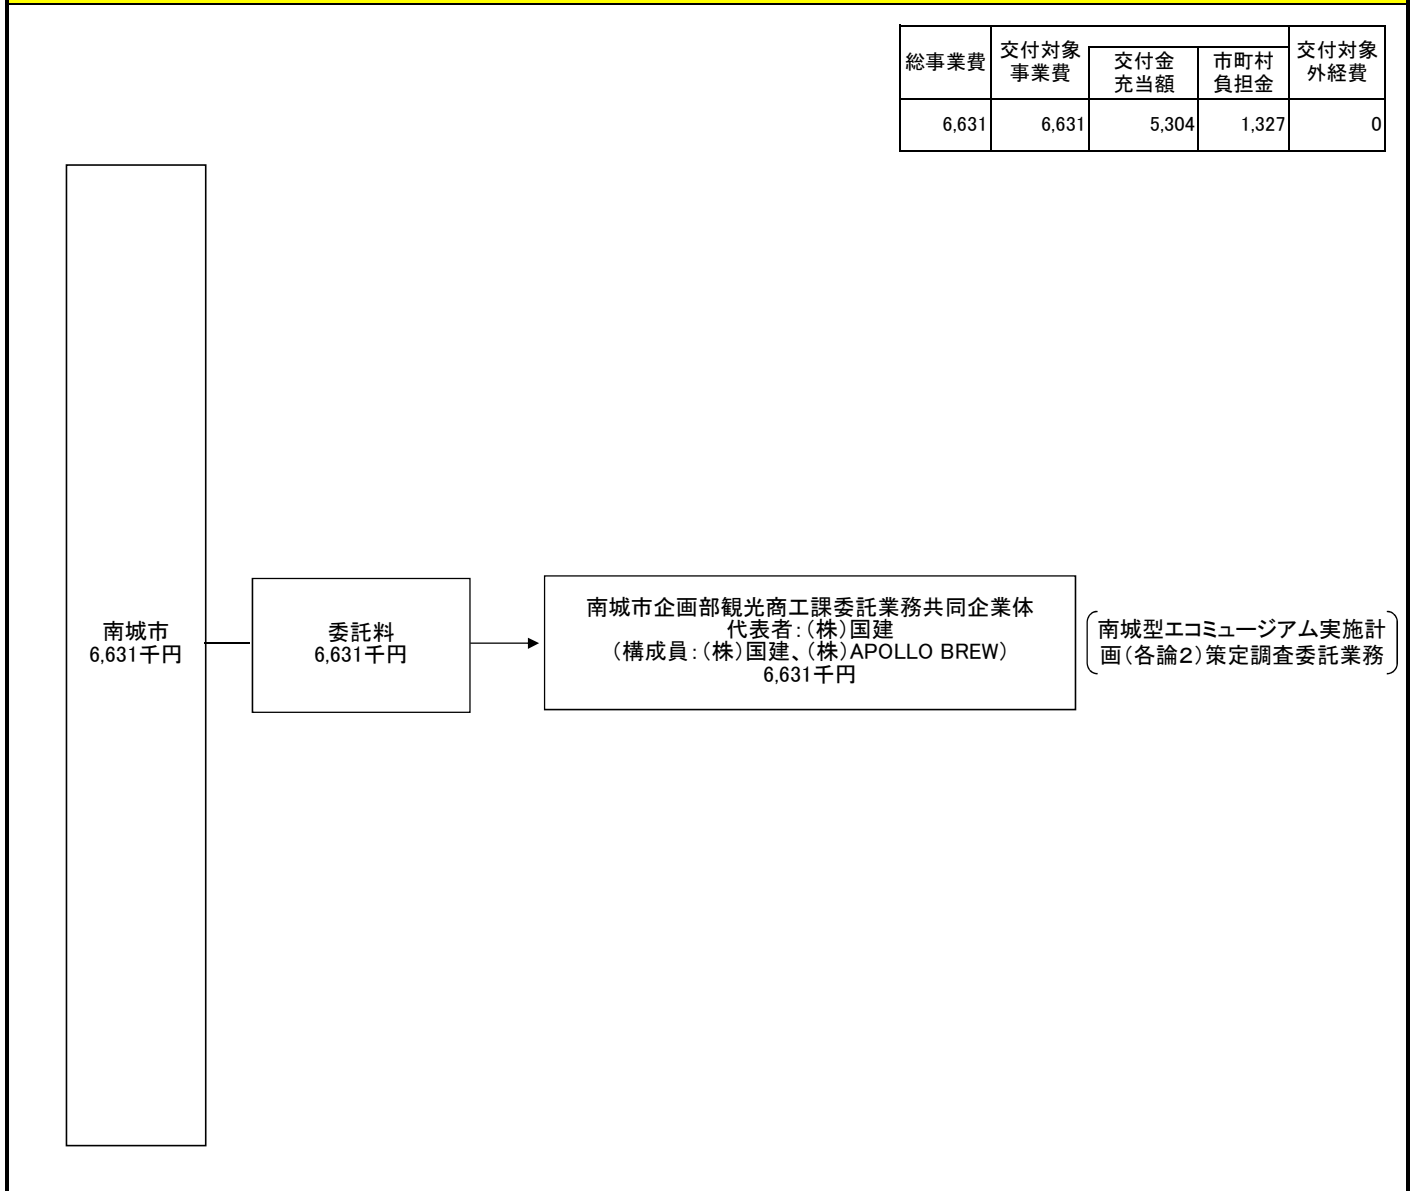 総事業費
交付対象
事業費
交付金
充当額
市町村
負担金
交付対象
外経費
6,631
6,631
5,304
1,327
0
南城市
6,631千円
委託料
6,631千円
南城市企画部観光商工課委託業務共同企業体
代表者：（株）国建
（構成員：（株）国建、（株）APOLLO BREW）
6,631千円
南城型エコミュージアム実施計
画（各論２）策定調査委託業務